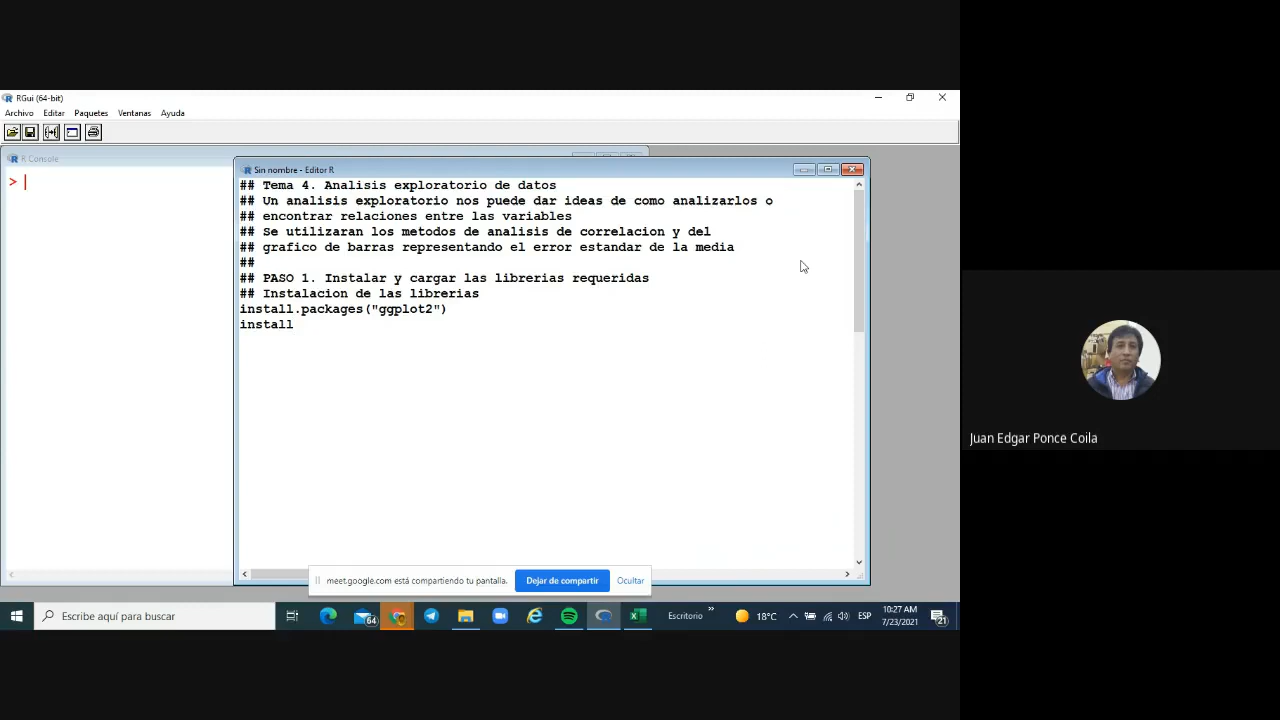 RGui (64-bit)
Archivo Editar Paquetes Ventanas Ayuda
R Console
>
Sin nombre - Editor R
## Tema 4. Analisis exploratorio de datos
## Un analisis exploratorio nos puede dar ideas de como analizarlos o
## encontrar relaciones entre las variables
## Se utilizaran los metodos de analisis de correlacion y del
## grafico de barras representando el error estandar de la media
##
## PASO 1. Instalar y cargar las librerias requeridas
## Instalacion de las librerias
install.packages("ggplot2")
install
Juan Edgar Ponce Coila
meet.google.com está compartiendo tu pantalla. Dejar de compartir Ocultar
Escribe aquí para buscar
64
Escritorio
18°C
ESP
10:27 AM
7/23/2021
21